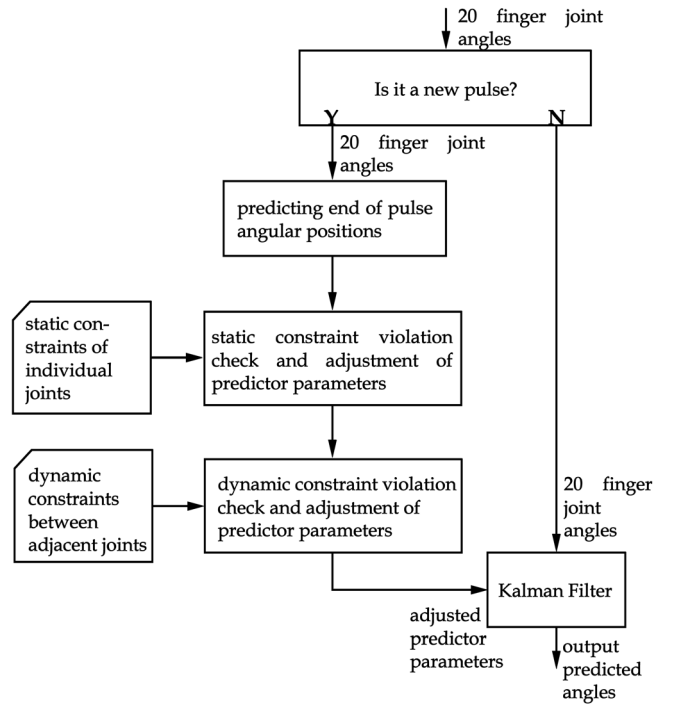 20 finger joint
angles
Is it a new pulse?
Y
N
20 finger joint
angles
predicting end of pulse
angular positions
static con-
straints of
individual
joints
static constraint violation
check and adjustment of
predictor parameters
dynamic
constraints
between
adjacent joints
dynamic constraint violation
check and adjustment of
predictor parameters
20 finger
joint
angles
Kalman Filter
adjusted
predictor
parameters
output
predicted
angles